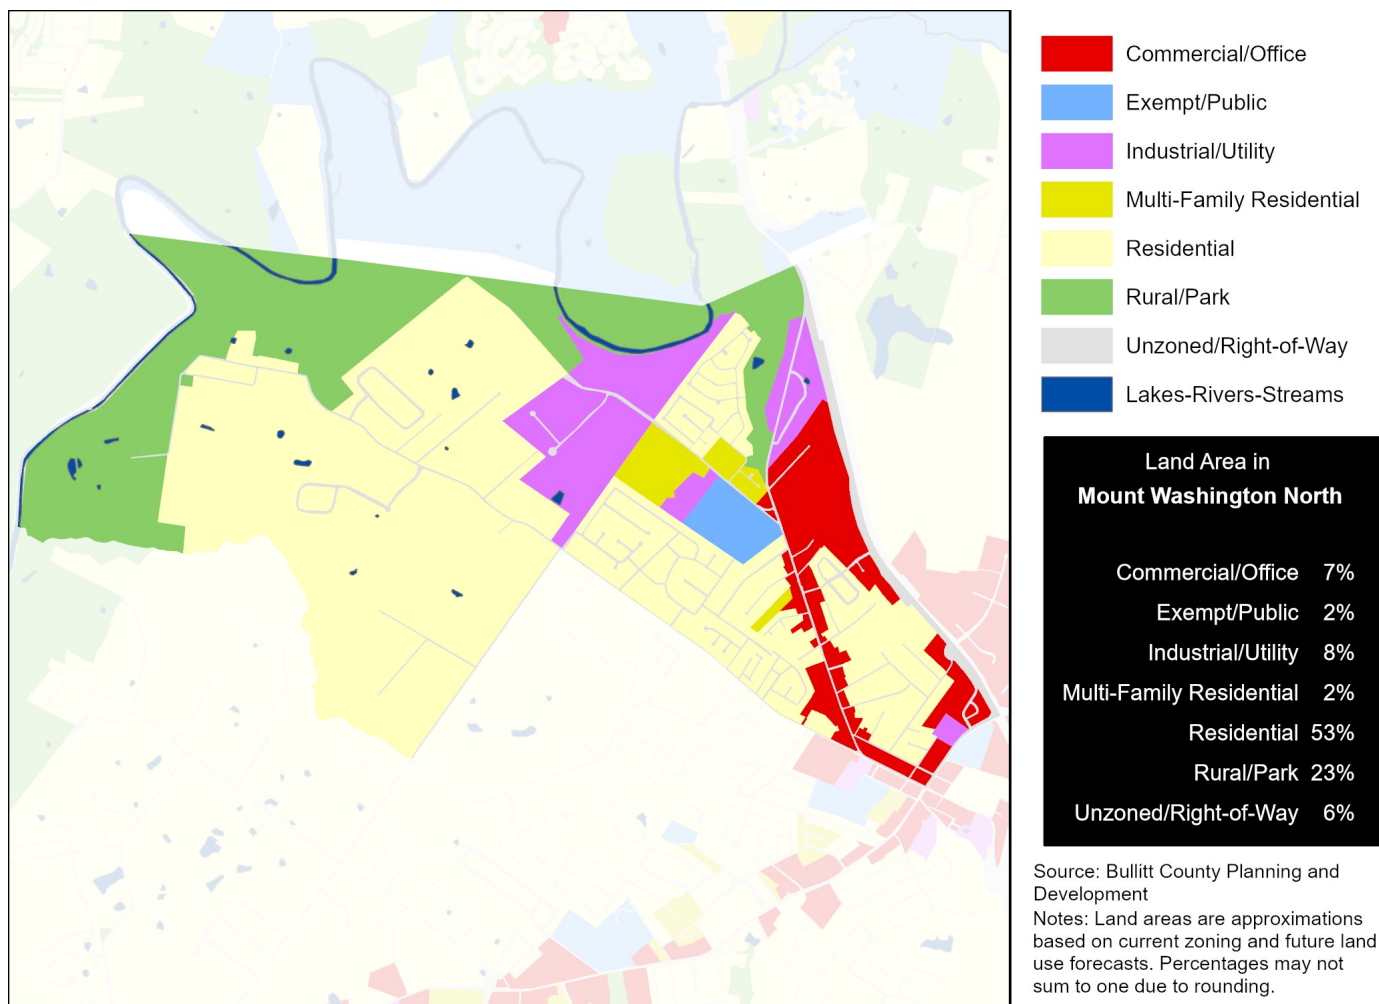 Commercial/Office
Exempt/Public
Industrial/Utility
Multi-Family Residential
Residential
Rural/Park
Unzoned/Right-of-Way
Lakes-Rivers-Streams
Land Area in
Mount Washington North
Commercial/Office 7%
Exempt/Public 2%
Industrial/Utility 8%
Multi-Family Residential 2%
Residential 53%
Rural/Park 23%
Unzoned/Right-of-Way 6%
Source: Bullitt County Planning and
Development
Notes: Land areas are approximations
based on current zoning and future land
use forecasts. Percentages may not
sum to one due to rounding.